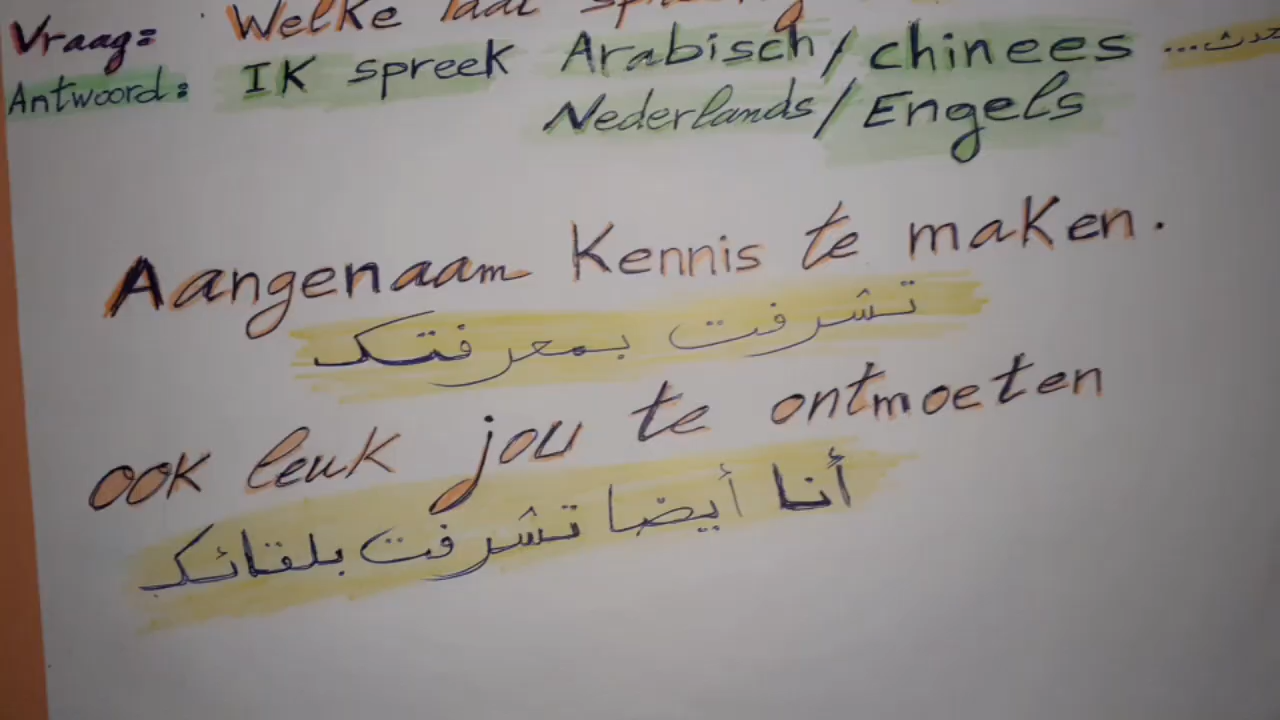 Vraag: Welke taal
Antwoord: IK spreek Arabisch / chinees ...
Nederlands / Engels
Aangenaam Kennis te maken.
تشرفت بمعرفتك
ook leuk jou te ontmoeten
أنا أيضا تشرفت بلقائك